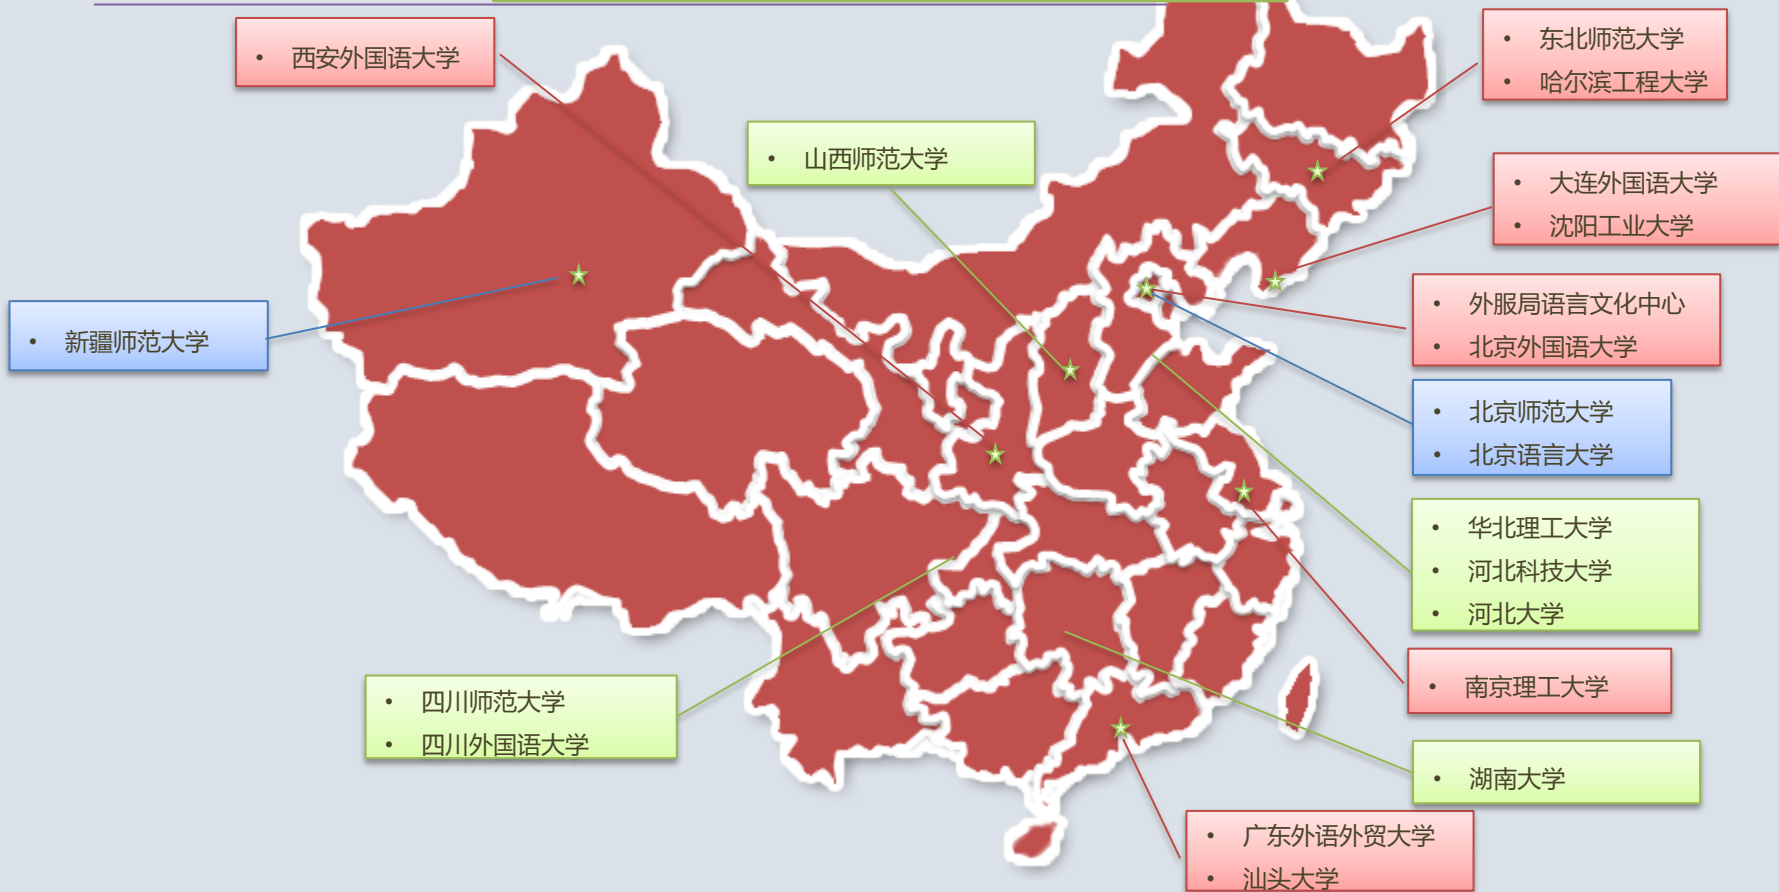 西安外国语大学
东北师范大学
哈尔滨工程大学
山西师范大学
大连外国语大学
沈阳工业大学
外服局语言文化中心
北京外国语大学
新疆师范大学
北京师范大学
北京语言大学
华北理工大学
河北科技大学
河北大学
南京理工大学
四川师范大学
四川外国语大学
湖南大学
广东外语外贸大学
汕头大学